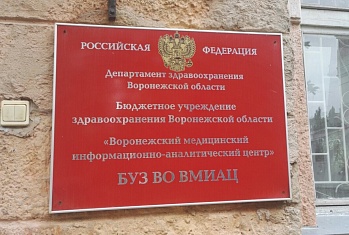 РОССИЙСКАЯ ФЕДЕРАЦИЯ
Департамент здравоохранения
Воронежской области
Бюджетное учреждение
здравоохранения Воронежской области
«Воронежский медицинский
информационно-аналитический центр»
БУЗ ВО ВМИАЦ